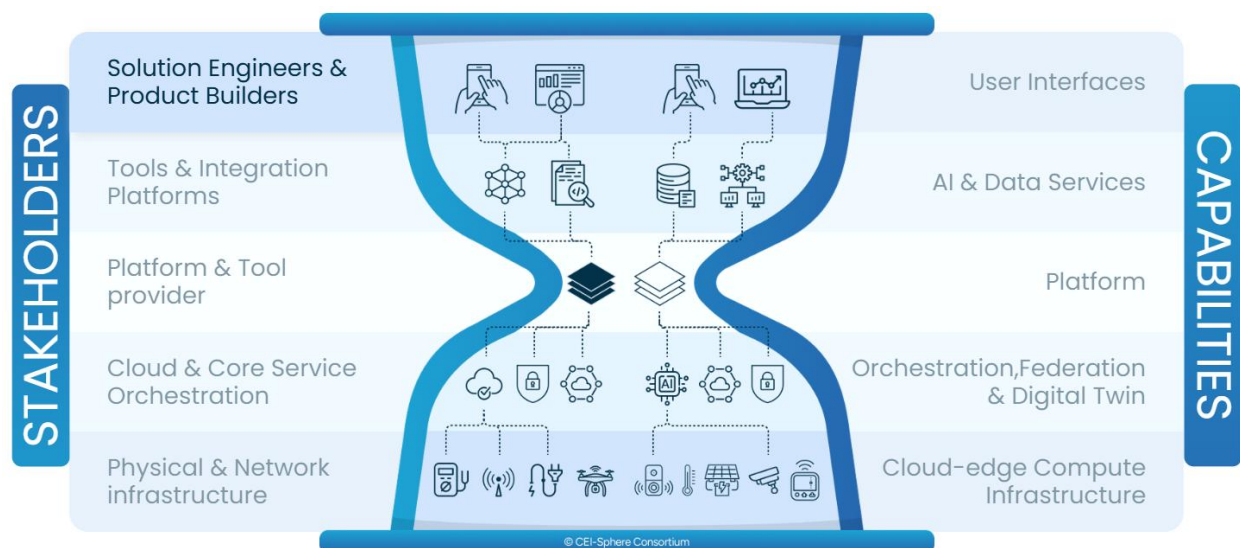 STAKEHOLDERS
Solution Engineers &
Product Builders
Tools & Integration
Platforms
Platform & Tool
provider
Cloud & Core Service
Orchestration
Physical & Network
infrastructure
AI
User Interfaces
AI & Data Services
Platform
Orchestration,Federation
& Digital Twin
Cloud-edge Compute
Infrastructure
CAPABILITIES
© CEI-Sphere Consortium